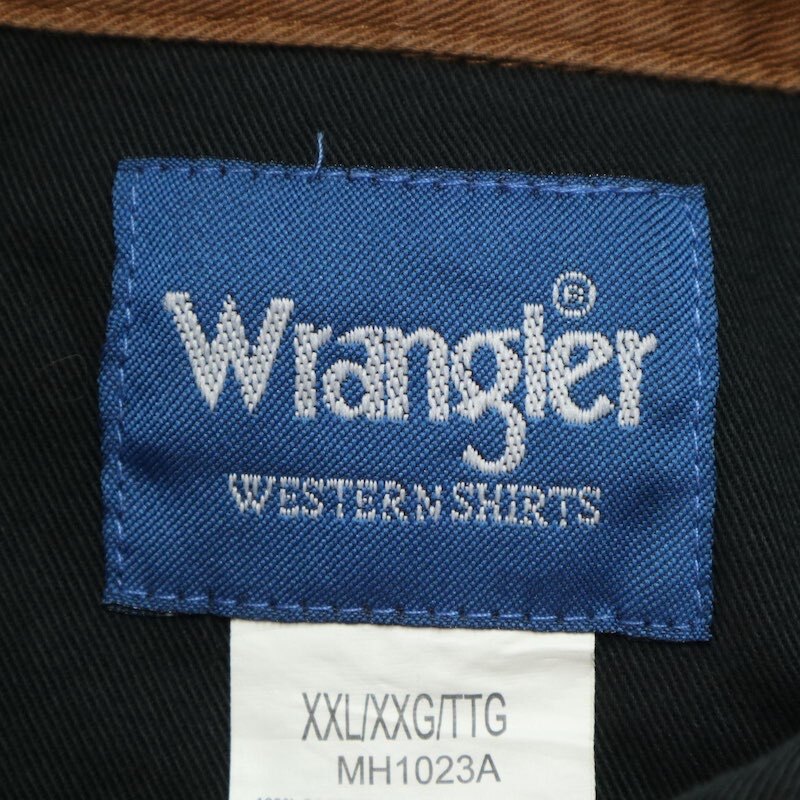 Wrangler®
WESTERN SHIRTS
XXL/XXG/TTG
MH1023A